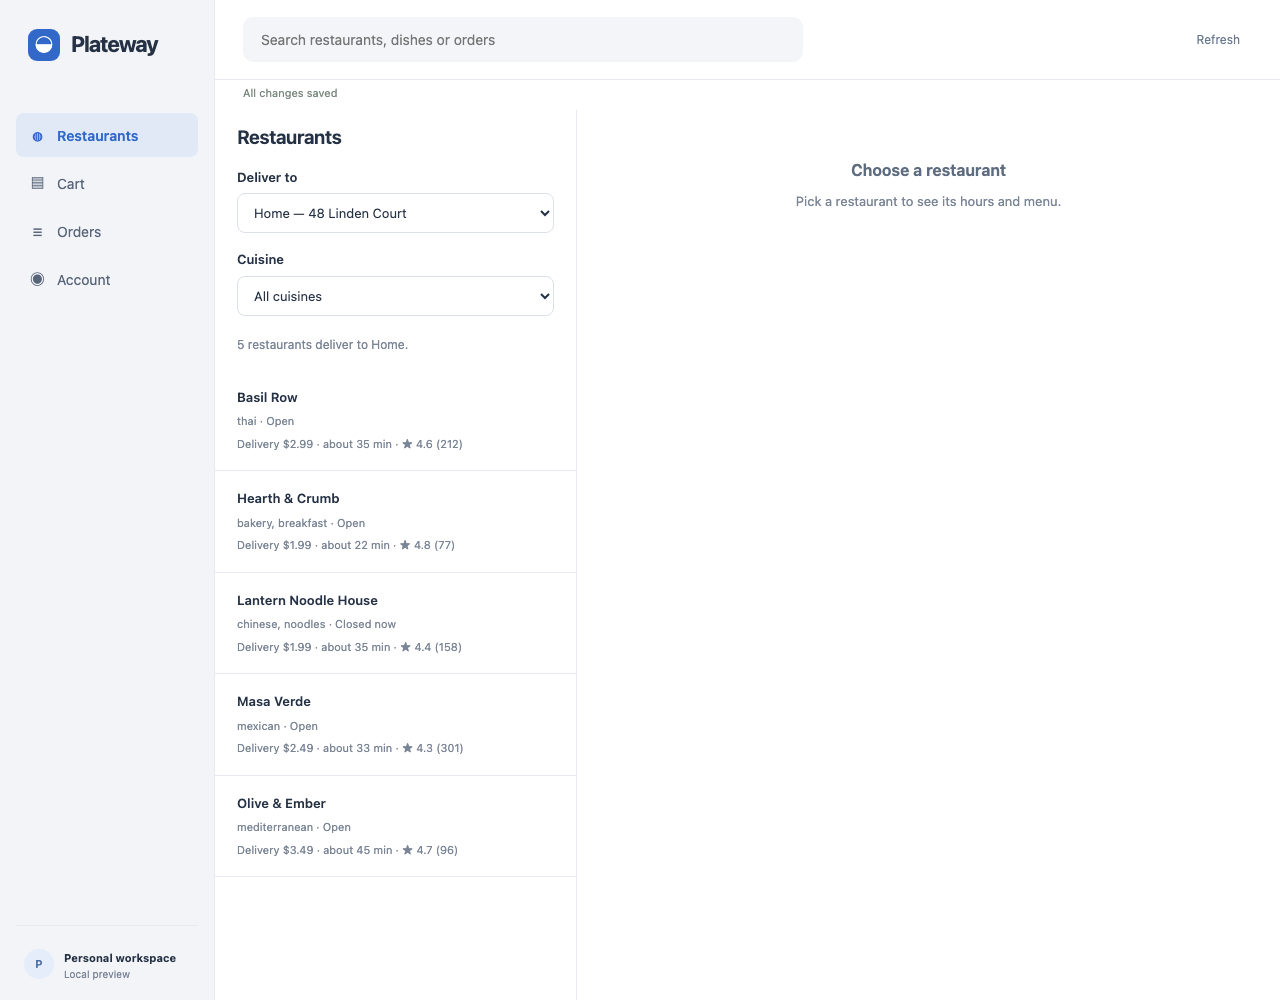 Plateway
Restaurants
Cart
Orders
Account
P
Personal workspace
Local preview
Search restaurants, dishes or orders
Refresh
All changes saved
Restaurants
Deliver to
Home — 48 Linden Court
Cuisine
All cuisines
5 restaurants deliver to Home.
Basil Row
thai · Open
Delivery $2.99 · about 35 min · ★ 4.6 (212)
Hearth & Crumb
bakery, breakfast · Open
Delivery $1.99 · about 22 min · ★ 4.8 (77)
Lantern Noodle House
chinese, noodles · Closed now
Delivery $1.99 · about 35 min · ★ 4.4 (158)
Masa Verde
mexican · Open
Delivery $2.49 · about 33 min · ★ 4.3 (301)
Olive & Ember
mediterranean · Open
Delivery $3.49 · about 45 min · ★ 4.7 (96)
Choose a restaurant
Pick a restaurant to see its hours and menu.